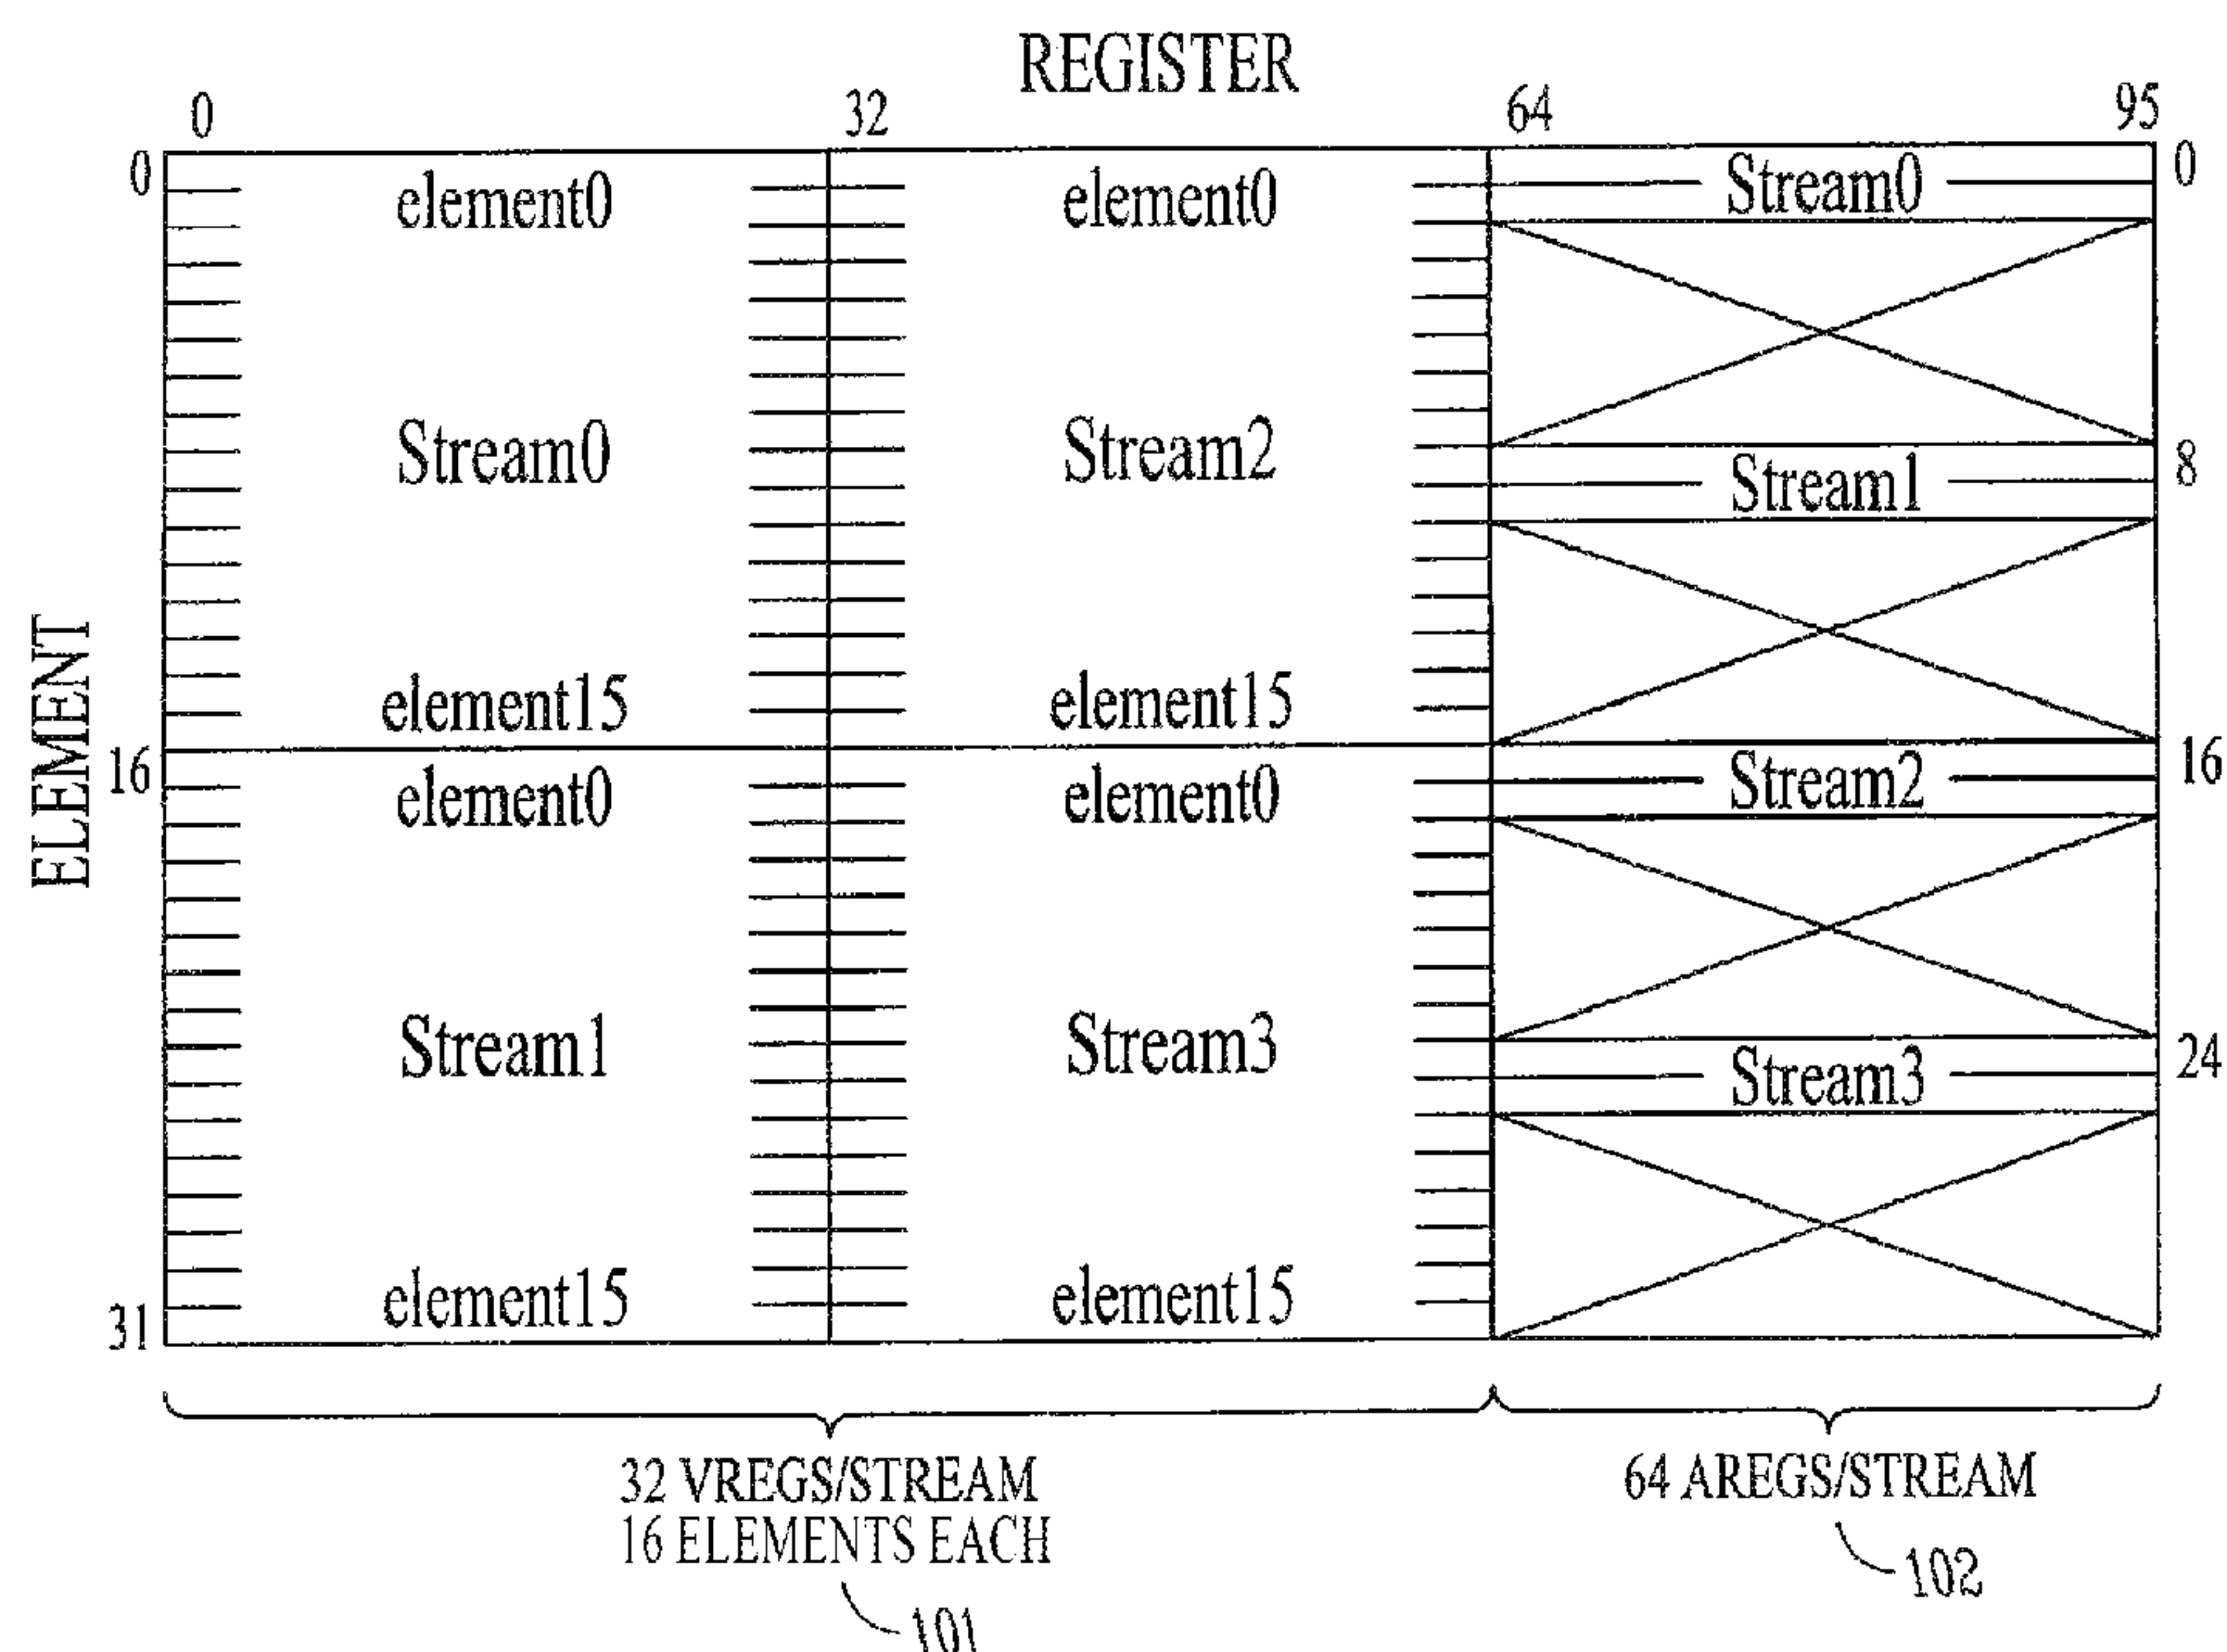 REGISTER
0 32 64 95
0 element0 element0 Stream0 0
Stream0 Stream2 Stream1 8
element15 element15
ELEMENT
16 element0 element0 Stream2 16
Stream1 Stream3 Stream3 24
31 element15 element15
32 VREGS/STREAM
16 ELEMENTS EACH
101
64 AREGS/STREAM
102